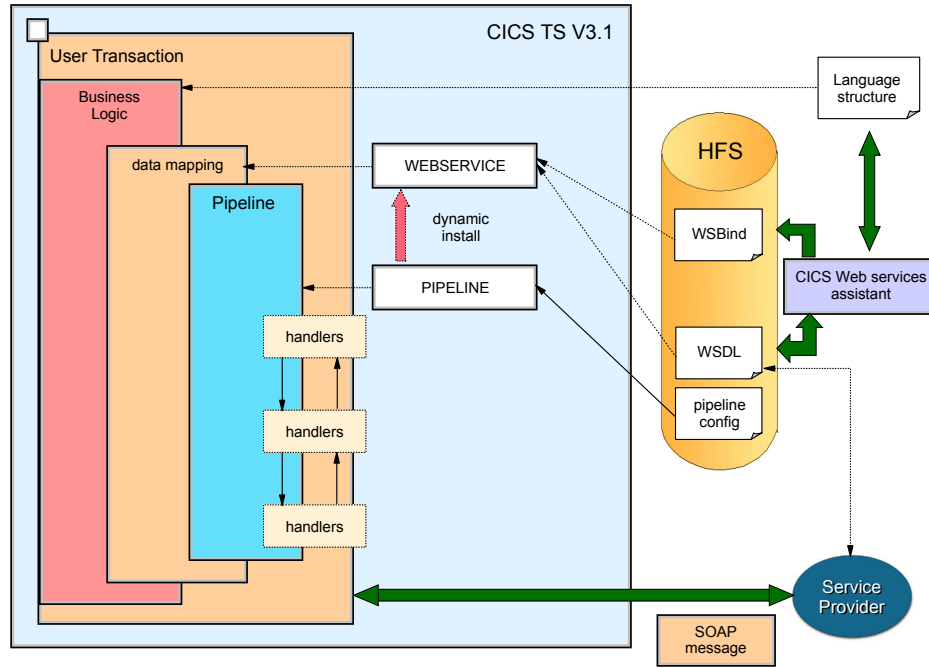 CICS TS V3.1
User Transaction
Business
Logic
data mapping
Pipeline
handlers
handlers
handlers
WEBSERVICE
dynamic
install
PIPELINE
Language
structure
HFS
WSBind
CICS Web services
assistant
WSDL
pipeline
config
Service
Provider
SOAP
message